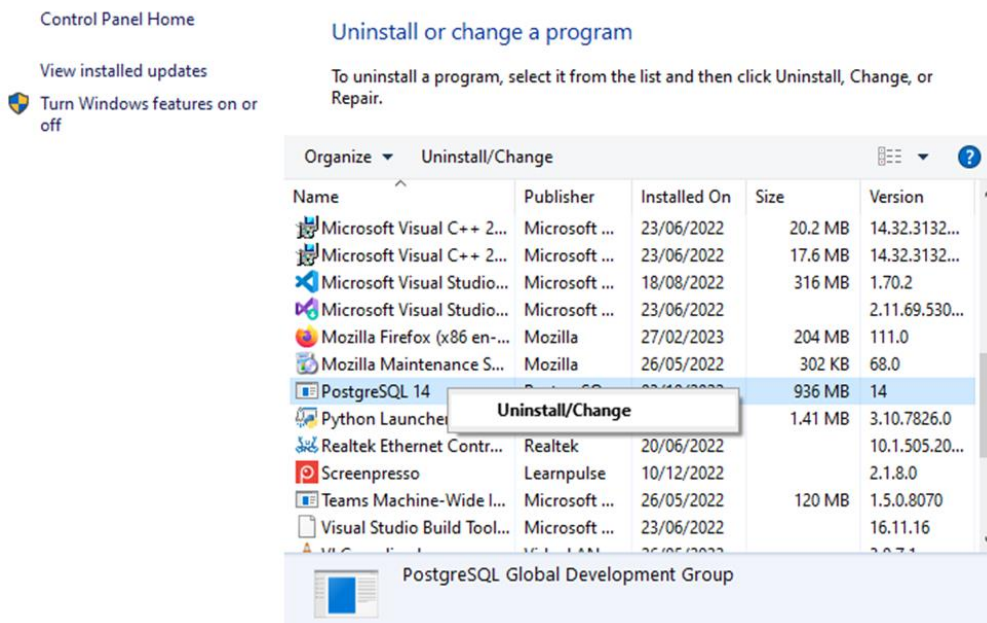 Control Panel Home
View installed updates
Turn Windows features on or
off
Uninstall or change a program
To uninstall a program, select it from the list and then click Uninstall, Change, or
Repair.
Organize Uninstall/Change ?
Name Publisher Installed On Size Version
Microsoft Visual C++ 2... Microsoft ... 23/06/2022 20.2 MB 14.32.3132...
Microsoft Visual C++ 2... Microsoft ... 23/06/2022 17.6 MB 14.32.3132...
Microsoft Visual Studio... Microsoft ... 18/08/2022 316 MB 1.70.2
Microsoft Visual Studio... Microsoft ... 23/06/2022 2.11.69.530...
Mozilla Firefox (x86 en-... Mozilla 27/02/2023 204 MB 111.0
Mozilla Maintenance S... Mozilla 26/05/2022 302 KB 68.0
PostgreSQL 14 936 MB 14
Uninstall/Change
Python Launcher 1.41 MB 3.10.7826.0
Realtek Ethernet Contr... Realtek 20/06/2022 10.1.505.20...
Screenpresso Learnpulse 10/12/2022 2.1.8.0
Teams Machine-Wide I... Microsoft ... 26/05/2022 120 MB 1.5.0.8070
Visual Studio Build Tool... Microsoft ... 23/06/2022 16.11.16
PostgreSQL Global Development Group